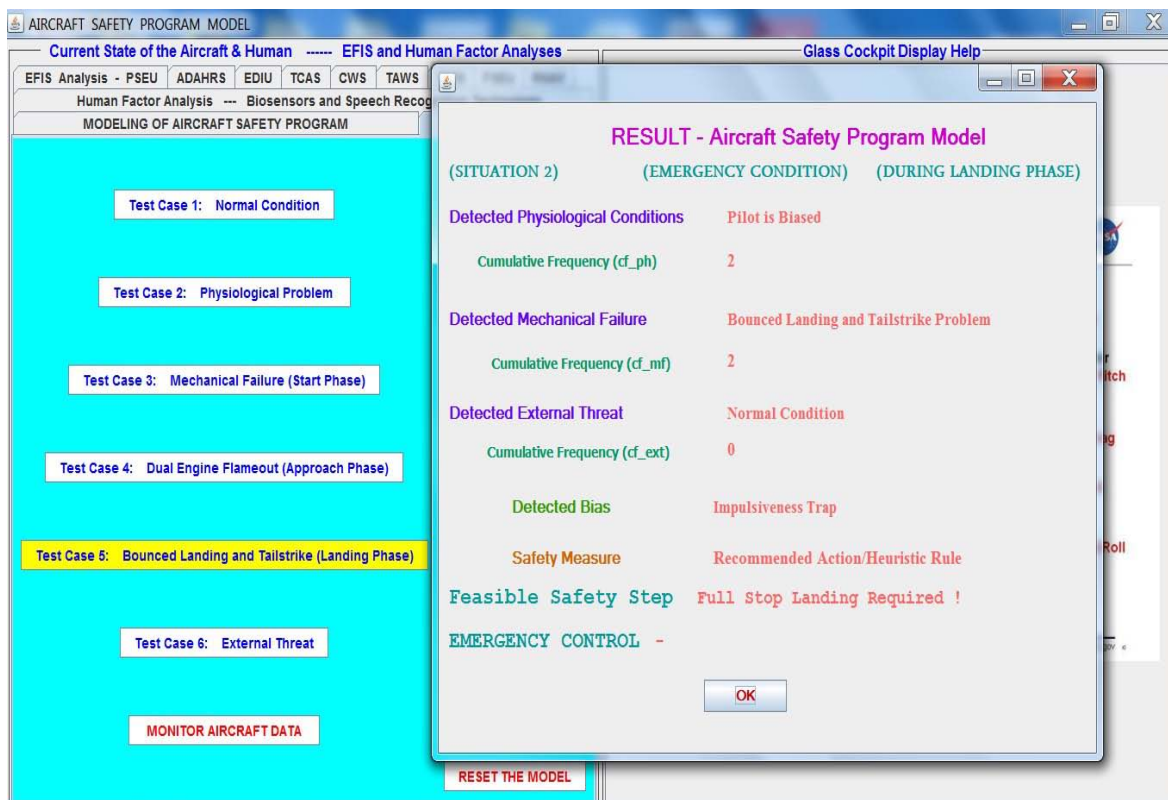 AIRCRAFT SAFETY PROGRAM MODEL
Current State of the Aircraft & Human ------ EFIS and Human Factor Analyses
Glass Cockpit Display Help
EFIS Analysis - PSEU ADAHRS EDIU TCAS CWS TAWS
Human Factor Analysis --- Biosensors and Speech Recog
MODELING OF AIRCRAFT SAFETY PROGRAM
Test Case 1: Normal Condition
Test Case 2: Physiological Problem
Test Case 3: Mechanical Failure (Start Phase)
Test Case 4: Dual Engine Flameout (Approach Phase)
Test Case 5: Bounced Landing and Tailstrike (Landing Phase)
Test Case 6: External Threat
MONITOR AIRCRAFT DATA
RESET THE MODEL
X
X
RESULT - Aircraft Safety Program Model
(SITUATION 2) (EMERGENCY CONDITION) (DURING LANDING PHASE)
Detected Physiological Conditions Pilot is Biased
Cumulative Frequency (cf_ph) 2
Detected Mechanical Failure Bounced Landing and Tailstrike Problem
Cumulative Frequency (cf_mf) 2
Detected External Threat Normal Condition
Cumulative Frequency (cf_ext) 0
Detected Bias Impulsiveness Trap
Safety Measure Recommended Action/Heuristic Rule
Feasible Safety Step Full Stop Landing Required !
EMERGENCY CONTROL -
OK
r
itch
Roll